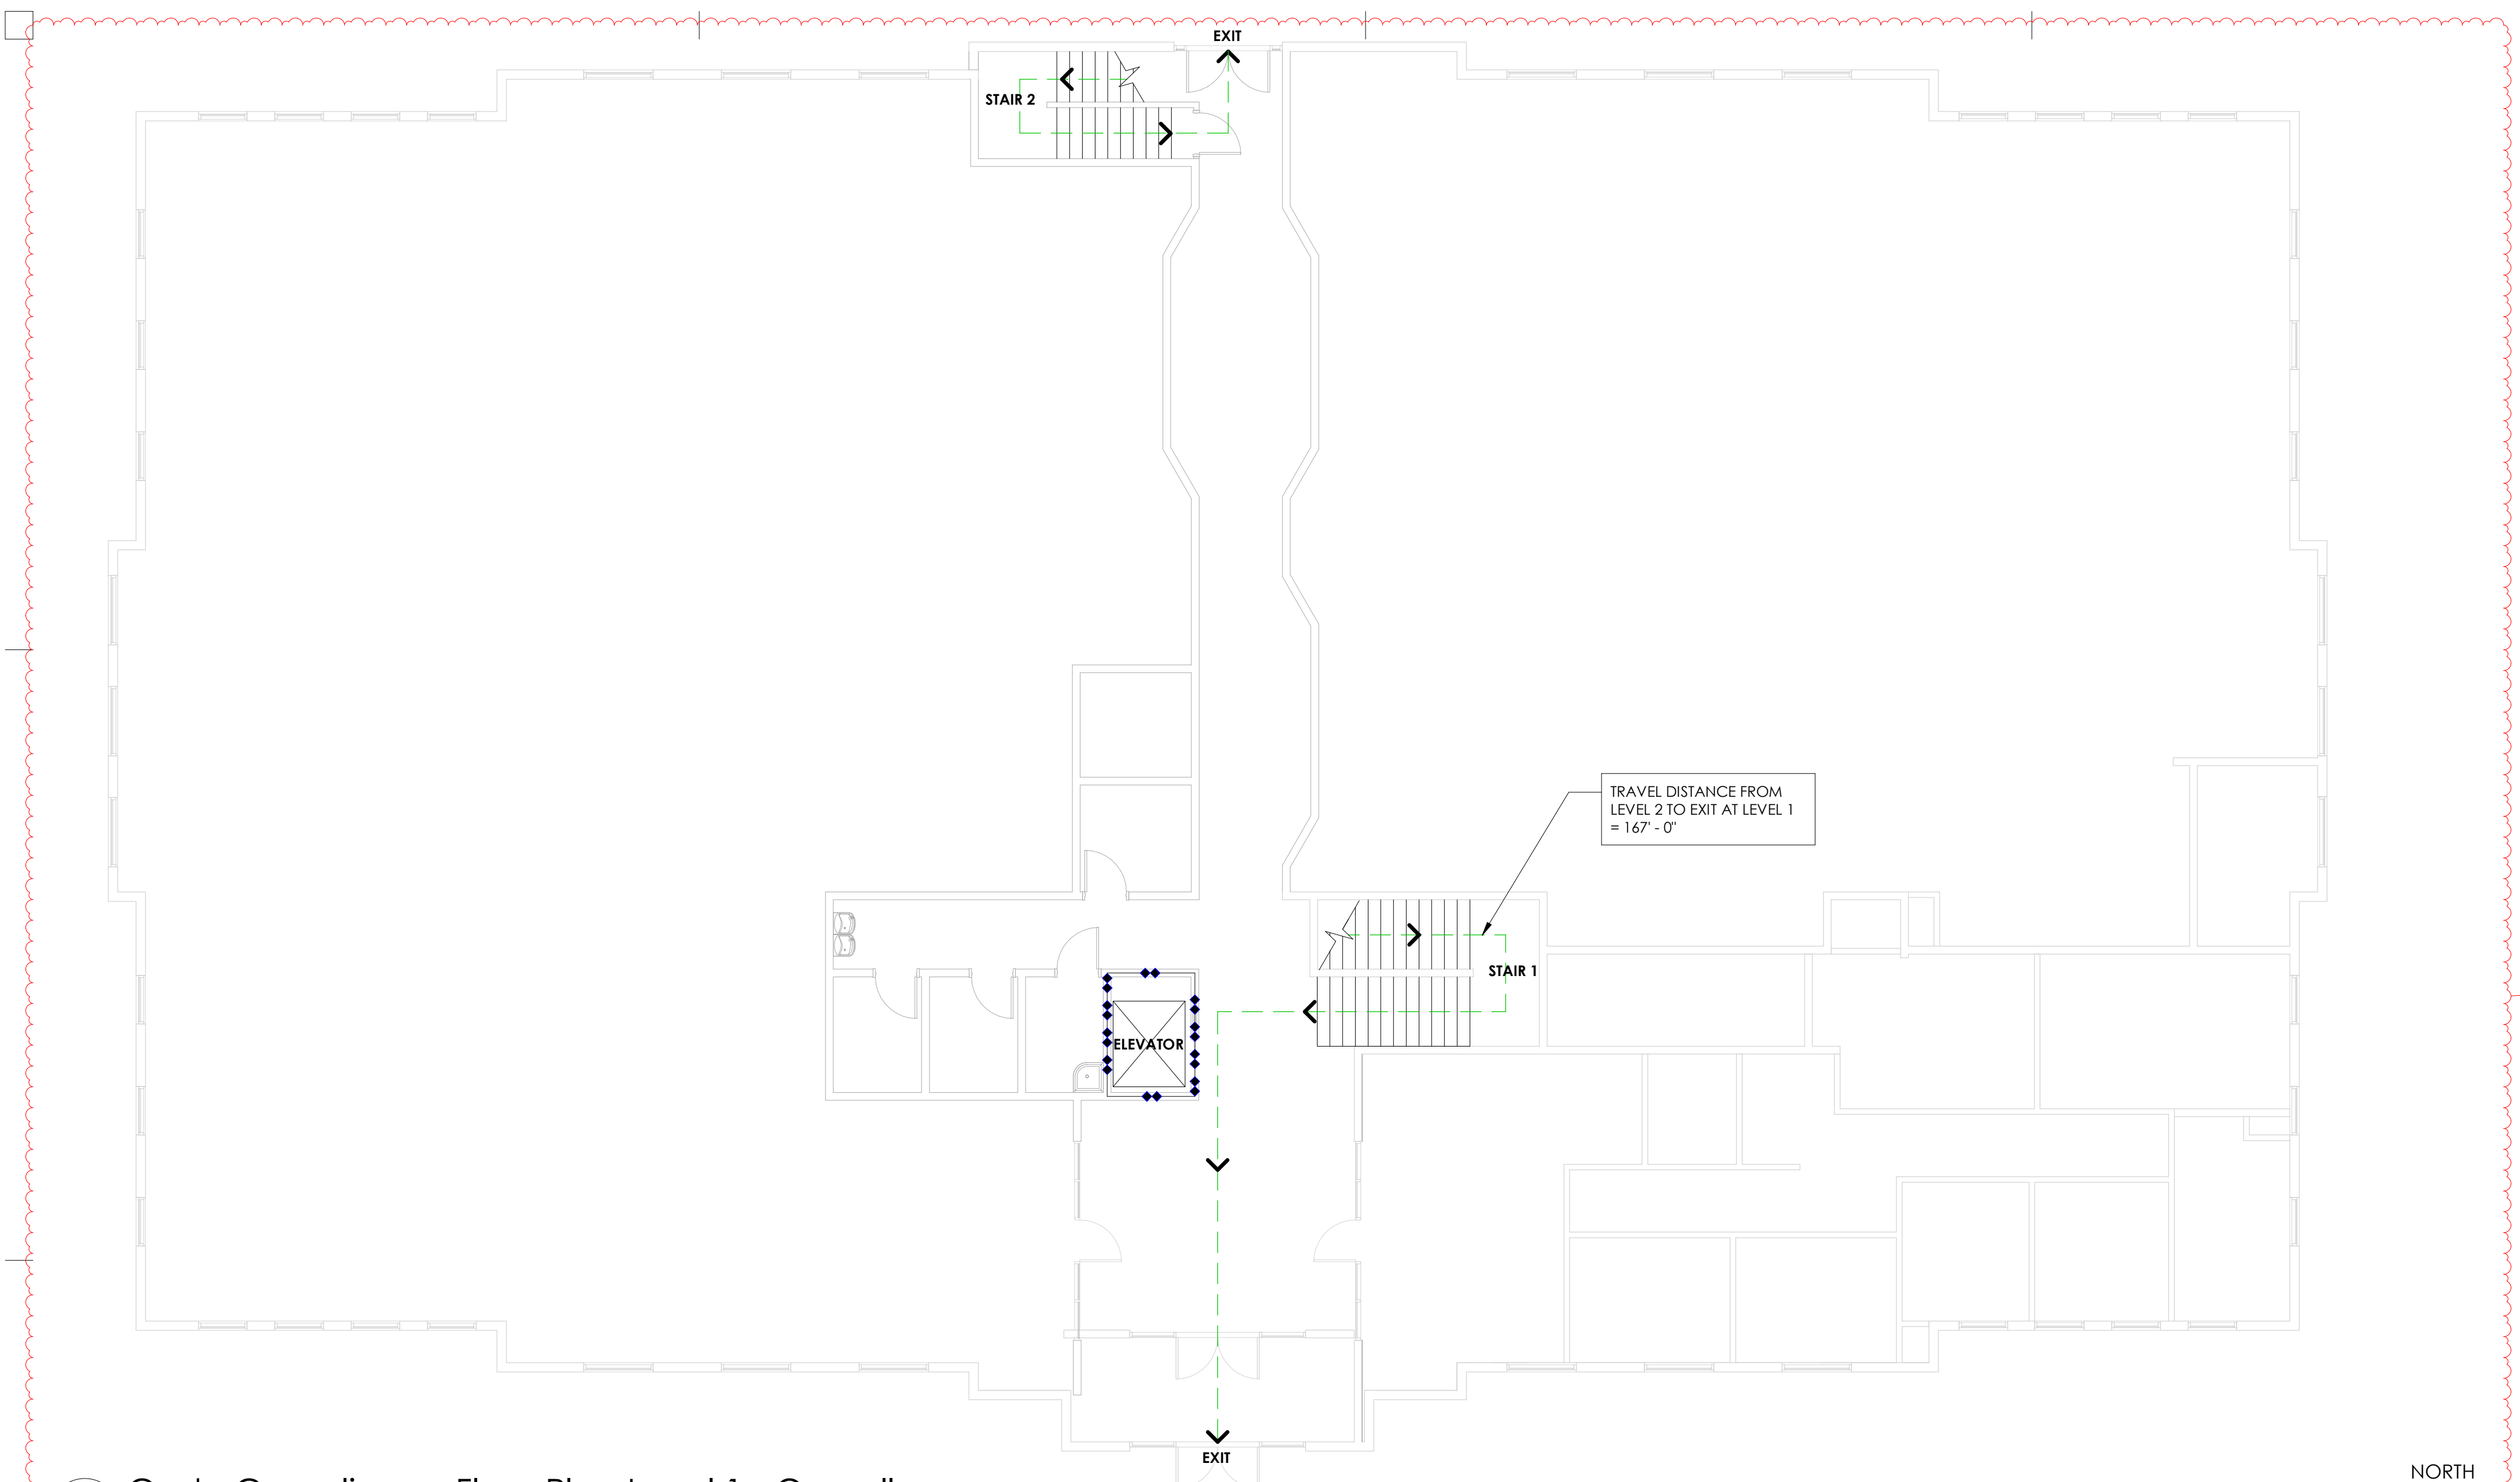 EXIT
STAIR 2
TRAVEL DISTANCE FROM
LEVEL 2 TO EXIT AT LEVEL 1
= 167' - 0"
STAIR 1
ELEVATOR
EXIT
NORTH